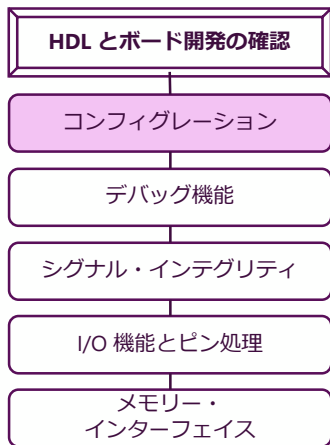 HDL とボード開発の確認
コンフィグレーション
デバッグ機能
シグナル・インテグリティ
I/O 機能とピン処理
メモリー・
インターフェイス